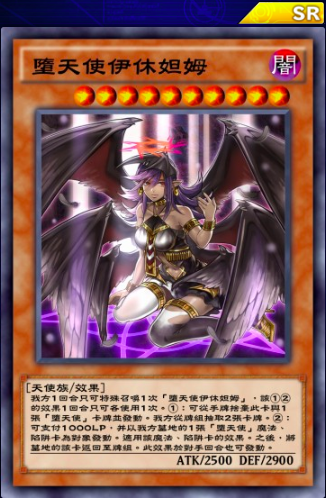 SR
堕天使伊休妲姆
闇
[天使族/效果]
我方1回合只可特殊召喚1次「堕天使伊休妲姆」,該①②
的效果1回合只可各使用1次。①:可從手牌捨棄此卡與1
張「堕天使」卡牌並發動。我方從牌組抽取2張卡牌。②:
可支付1000LP,并以我方墓地的1張「堕天使」魔法、
陷阱卡為對象發動。適用該魔法、陷阱卡的效果。之後,將
墓地的該卡返回至牌組。此效果於對手回合也可發動。
ATK/2500 DEF/2900